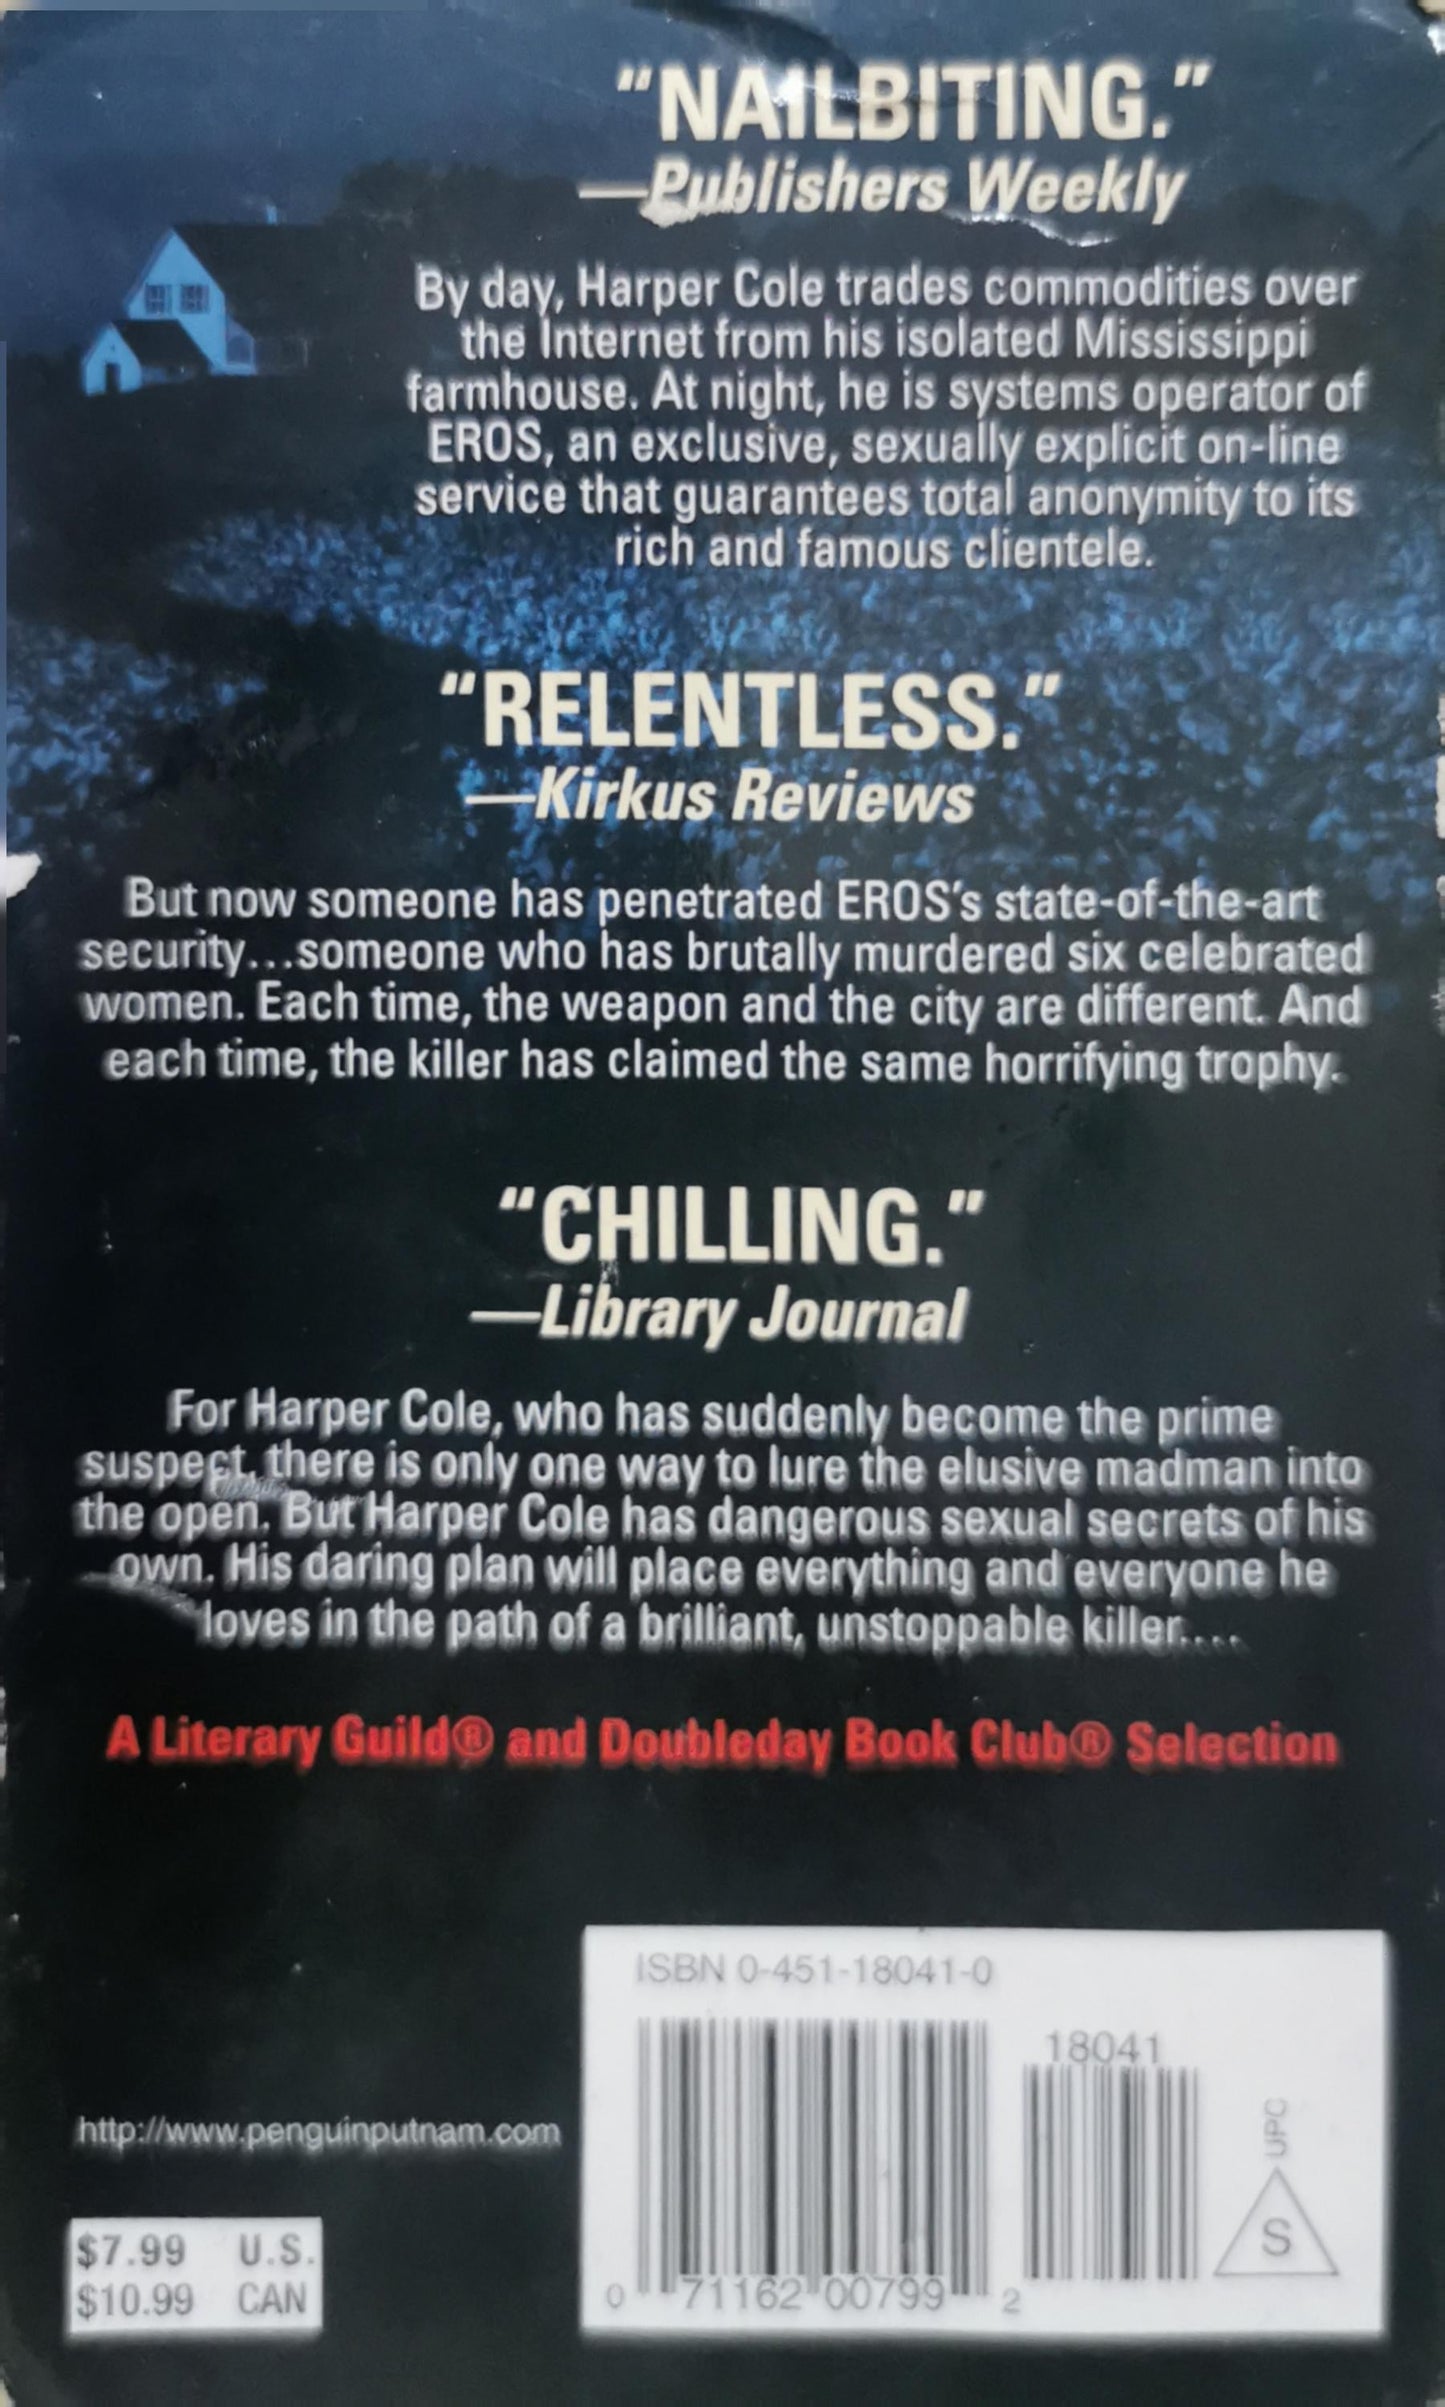 "NAILBITING."
—Publishers Weekly
By day, Harper Cole trades commodities over
the Internet from his isolated Mississippi
farmhouse. At night, he is systems operator of
EROS, an exclusive, sexually explicit on-line
service that guarantees total anonymity to its
rich and famous clientele.
"RELENTLESS."
—Kirkus Reviews
But now someone has penetrated EROS's state-of-the-art
security...someone who has brutally murdered six celebrated
women. Each time, the weapon and the city are different. And
each time, the killer has claimed the same horrifying trophy.
"CHILLING."
—Library Journal
For Harper Cole, who has suddenly become the prime
suspect, there is only one way to lure the elusive madman into
the open. But Harper Cole has dangerous sexual secrets of his
own. His daring plan will place everything and everyone he
loves in the path of a brilliant, unstoppable killer....
A Literary Guild® and Doubleday Book Club® Selection
ISBN 0-451-18041-0
18041
UPC
S
0 71162 00799 2
http://www.penguinputnam.com
$7.99 U.S.
$10.99 CAN